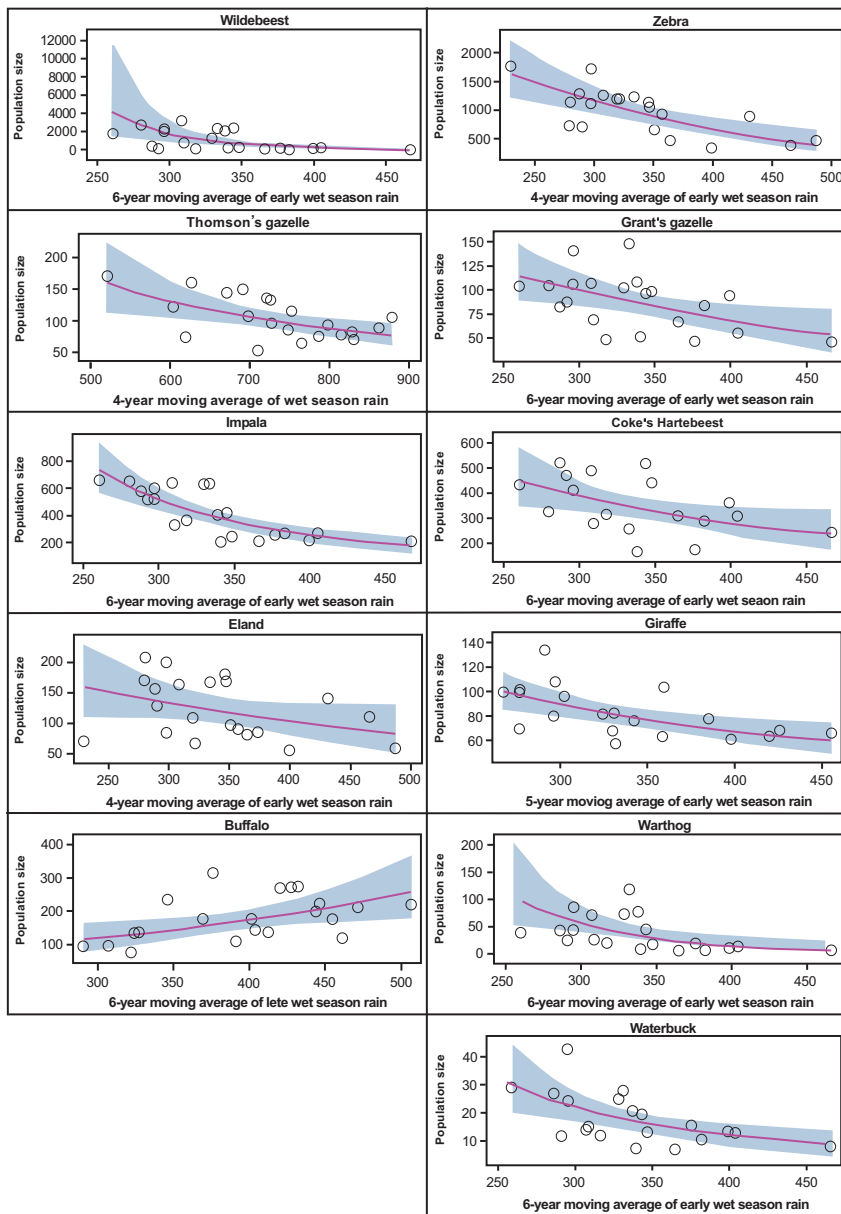 Wildebeest
Population size
12000
10000
8000
6000
4000
2000
0
250 300 350 400 450
6-year moving average of early wet season rain
Zebra
Population size
2000
1500
1000
500
250 300 350 400 450 500
4-year moving average of early wet season rain
Thomson's gazelle
Population size
200
150
100
50
500 600 700 800 900
4-year moving average of wet season rain
Grant's gazelle
Population size
150
125
100
75
50
250 300 350 400 450
6-year moving average of early wet season rain
Impala
Population size
800
600
400
200
250 300 350 400 450
6-year moving average of early wet season rain
Coke's Hartebeest
Population size
600
500
400
300
200
250 300 350 400 450
6-year moving average of early wet season rain
Eland
Population size
200
150
100
50
250 300 350 400 450 500
4-year moving average of early wet season rain
Giraffe
Population size
140
120
100
80
60
300 350 400 450
5-year moving average of early wet season rain
Buffalo
Population size
400
300
200
100
300 350 400 450 500
6-year moving average of lete wet season rain
Warthog
Population size
200
150
100
50
0
250 300 350 400 450
6-year moving average of early wet season rain
Waterbuck
Population size
40
30
20
10
250 300 350 400 450
6-year moving average of early wet season rain